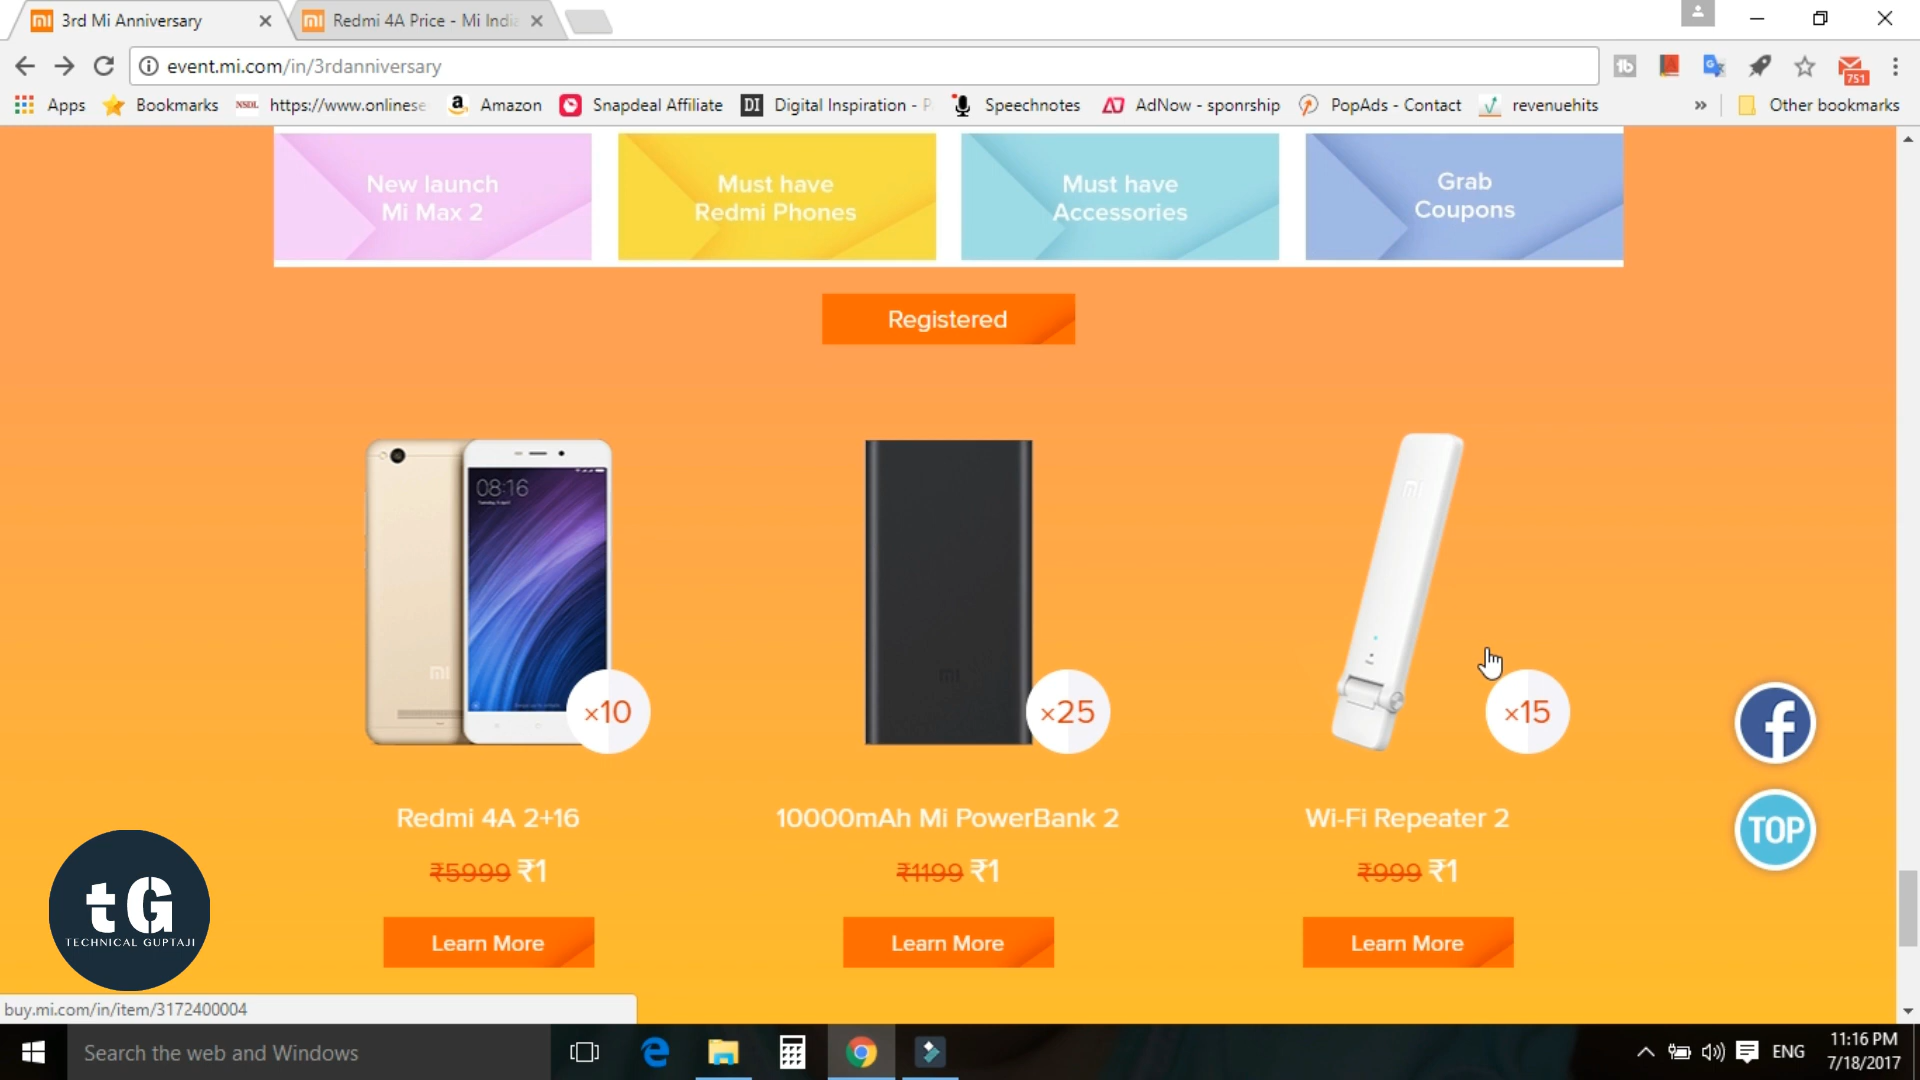 3rd Mi Anniversary
Redmi 4A Price - Mi Indi
event.mi.com/in/3rdanniversary
751
Apps
Bookmarks
NSDL
https://www.onlinese
Amazon
Snapdeal Affiliate
DI
Digital Inspiration - P
Speechnotes
AdNow - sponrship
PopAds - Contact
revenuehits
»
Other bookmarks
New launch
Mi Max 2
Must have
Redmi Phones
Must have
Accessories
Grab
Coupons
Registered
08:16
×10
×25
×15
Redmi 4A 2+16
₹5999 ₹1
Learn More
10000mAh Mi PowerBank 2
₹1199 ₹1
Learn More
Wi-Fi Repeater 2
₹999 ₹1
Learn More
TOP
tG
TECHNICAL GUPTAJI
buy.mi.com/in/item/3172400004
Search the web and Windows
ENG
11:16 PM
7/18/2017